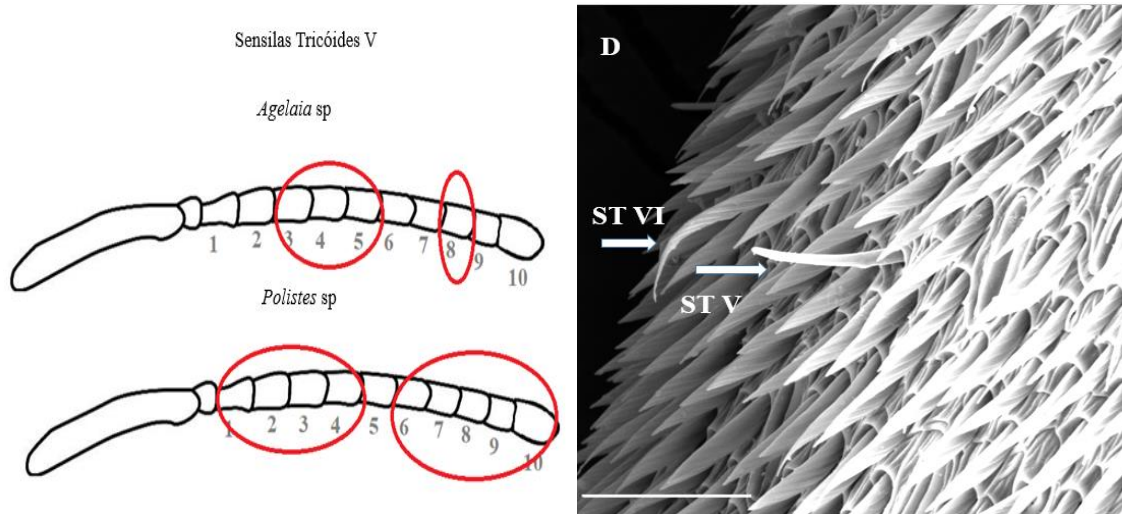 Sensilas Tricóides V
Agelaia sp
1 2 3 4 5 6 7 8 9 10
Polistes sp
1 2 3 4 5 6 7 8 9 10
D
ST VI
ST V